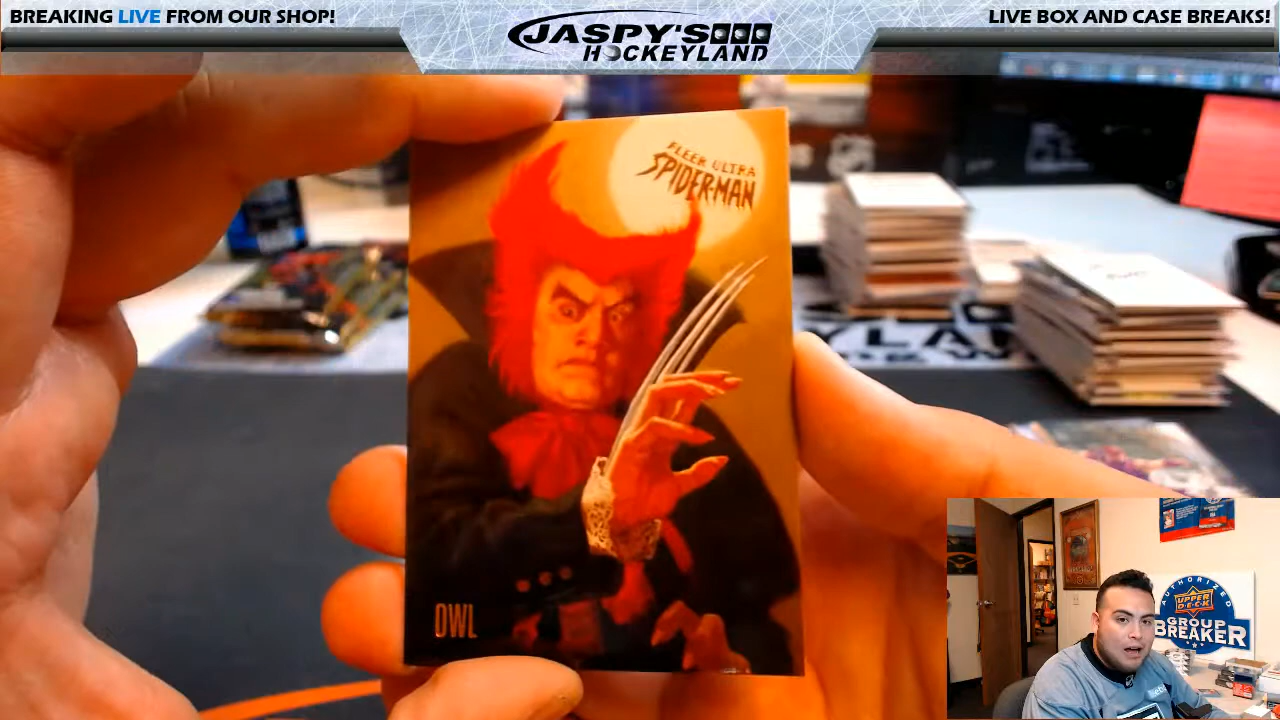 BREAKING LIVE FROM OUR SHOP!
JASPY'S
HOCKEYLAND
LIVE BOX AND CASE BREAKS!
FLEER ULTRA
SPIDER-MAN
OWL
AUTHORIZED
UPPER
DECK
GROUP
BREAKER